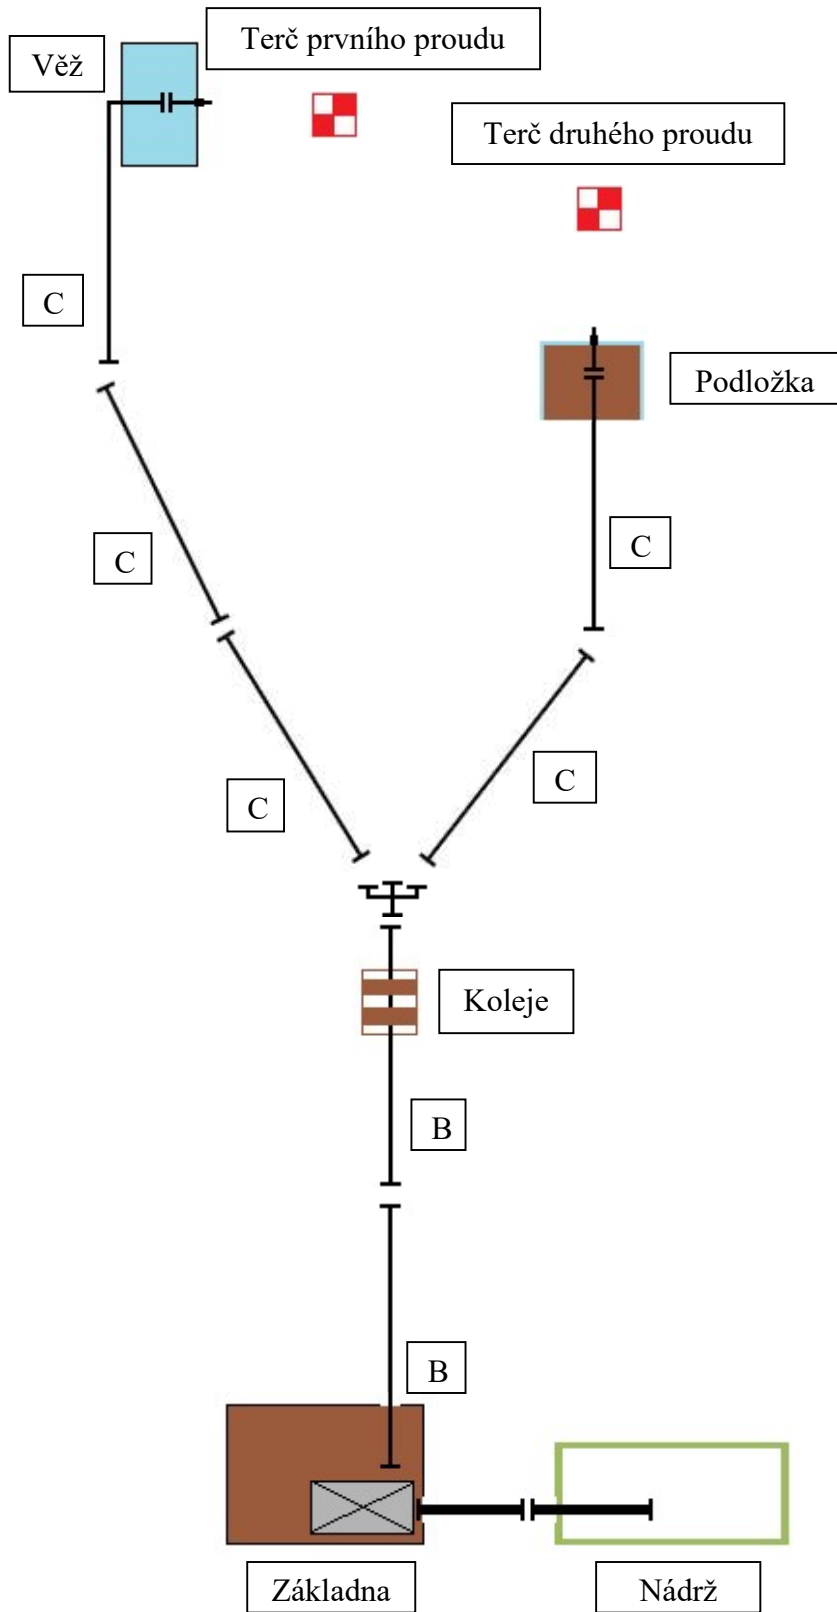 Terč prvního proudu
Věž
Terč druhého proudu
C
Podložka
C
C
C
C
Koleje
B
B
Základna
Nádrž